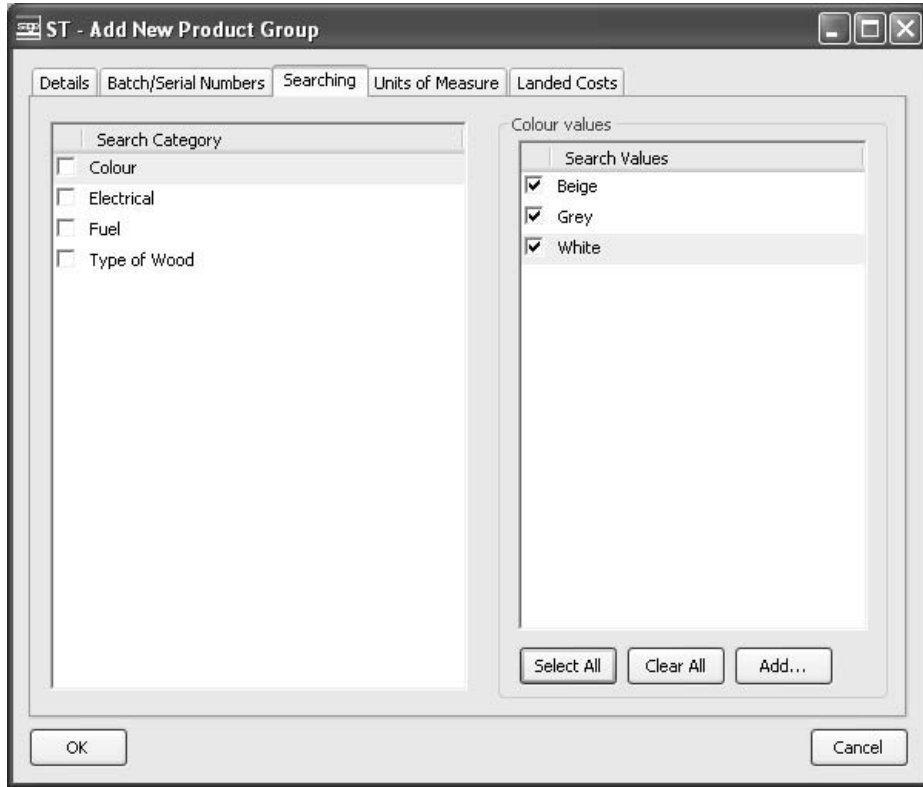 ST - Add New Product Group
Details Batch/Serial Numbers Searching Units of Measure Landed Costs
Search Category
Colour
Electrical
Fuel
Type of Wood
Colour values
Search Values
Beige
Grey
White
Select All Clear All Add...
OK Cancel